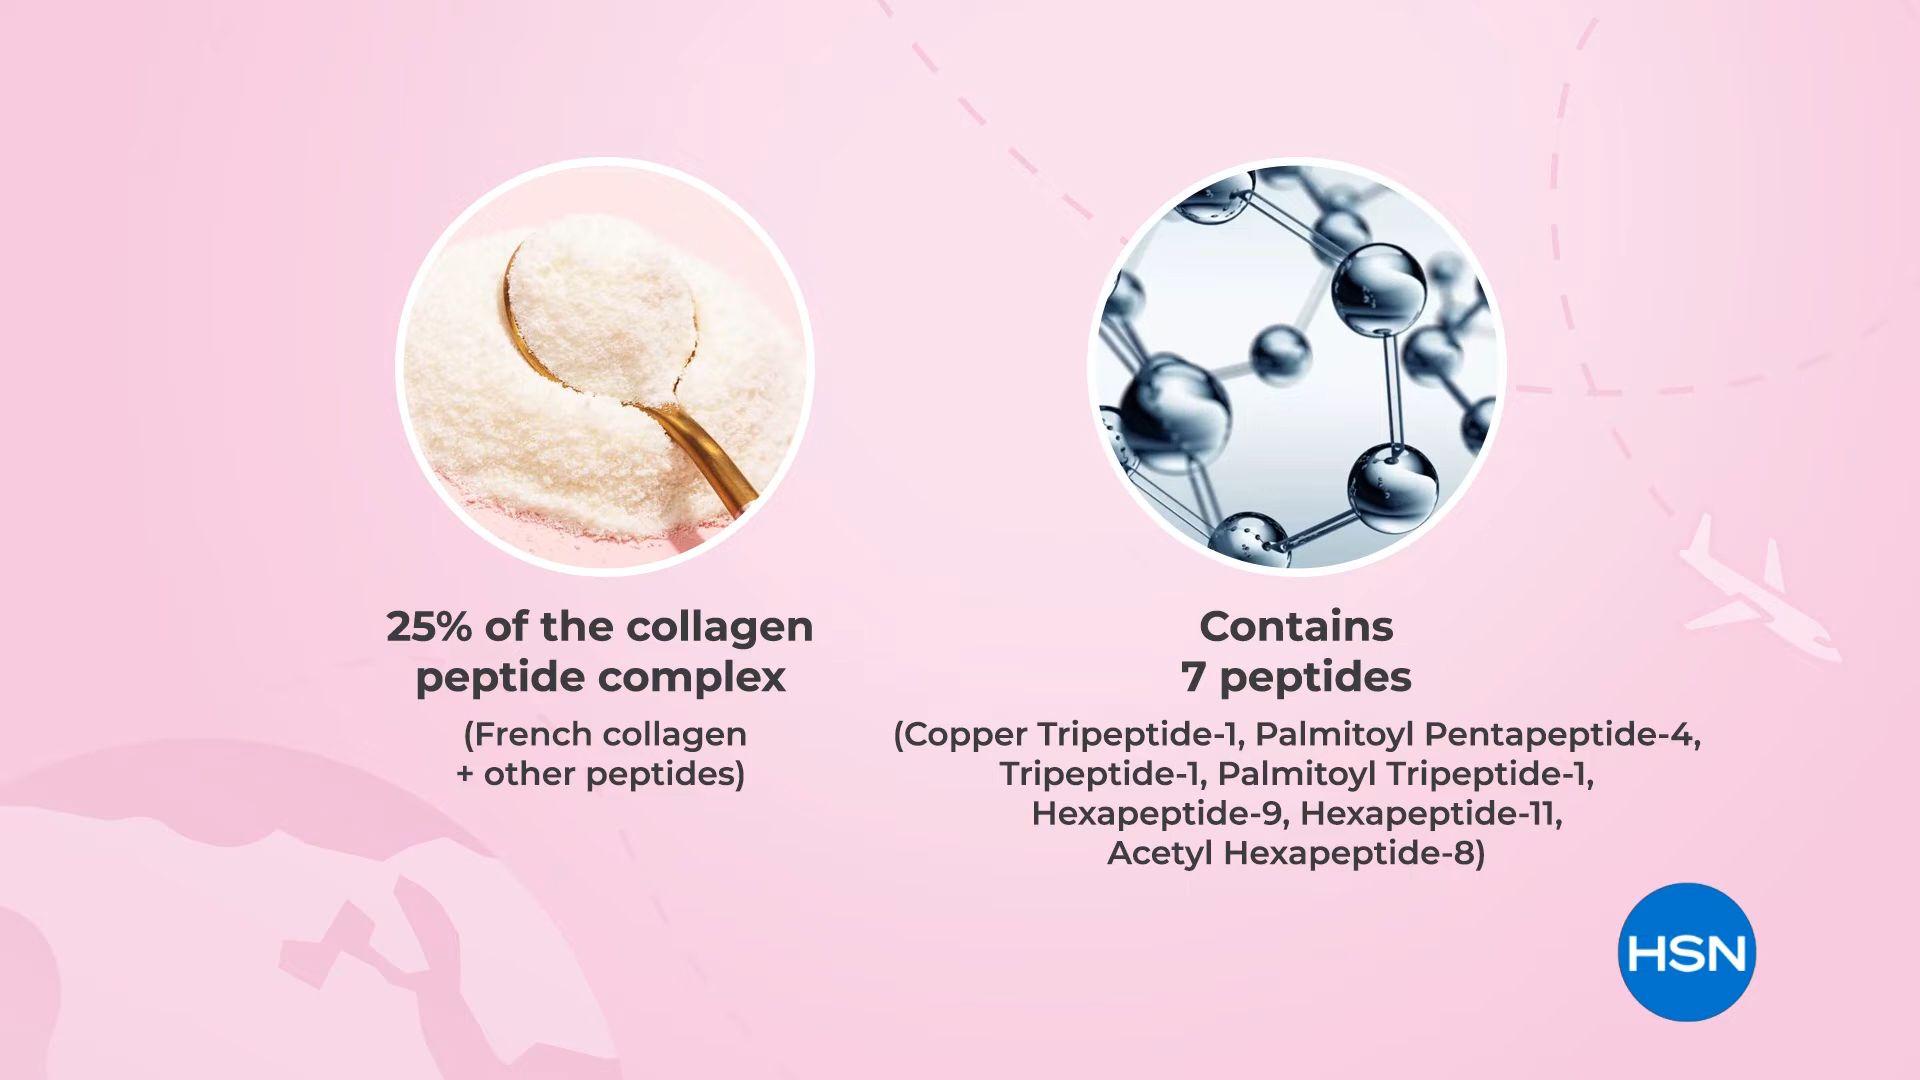 25% of the collagen
peptide complex
(French collagen
+ other peptides)
Contains
7 peptides
(Copper Tripeptide-1, Palmitoyl Pentapeptide-4,
Tripeptide-1, Palmitoyl Tripeptide-1,
Hexapeptide-9, Hexapeptide-11,
Acetyl Hexapeptide-8)
HSN